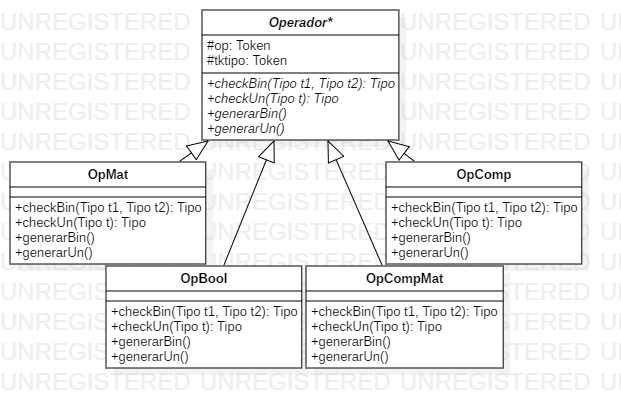 Operador*
#op: Token
#tktipo: Token
+checkBin(Tipo t1, Tipo t2): Tipo
+checkUn(Tipo t): Tipo
+generarBin()
+generarUn()
OpMat
+checkBin(Tipo t1, Tipo t2): Tipo
+checkUn(Tipo t): Tipo
+generarBin()
+generarUn()
OpComp
+checkBin(Tipo t1, Tipo t2): Tipo
+checkUn(Tipo t): Tipo
+generarBin()
+generarUn()
OpBool
+checkBin(Tipo t1, Tipo t2): Tipo
+checkUn(Tipo t): Tipo
+generarBin()
+generarUn()
OpCompMat
+checkBin(Tipo t1, Tipo t2): Tipo
+checkUn(Tipo t): Tipo
+generarBin()
+generarUn()
UNREGISTERED UNREGISTERED UNREGISTERED